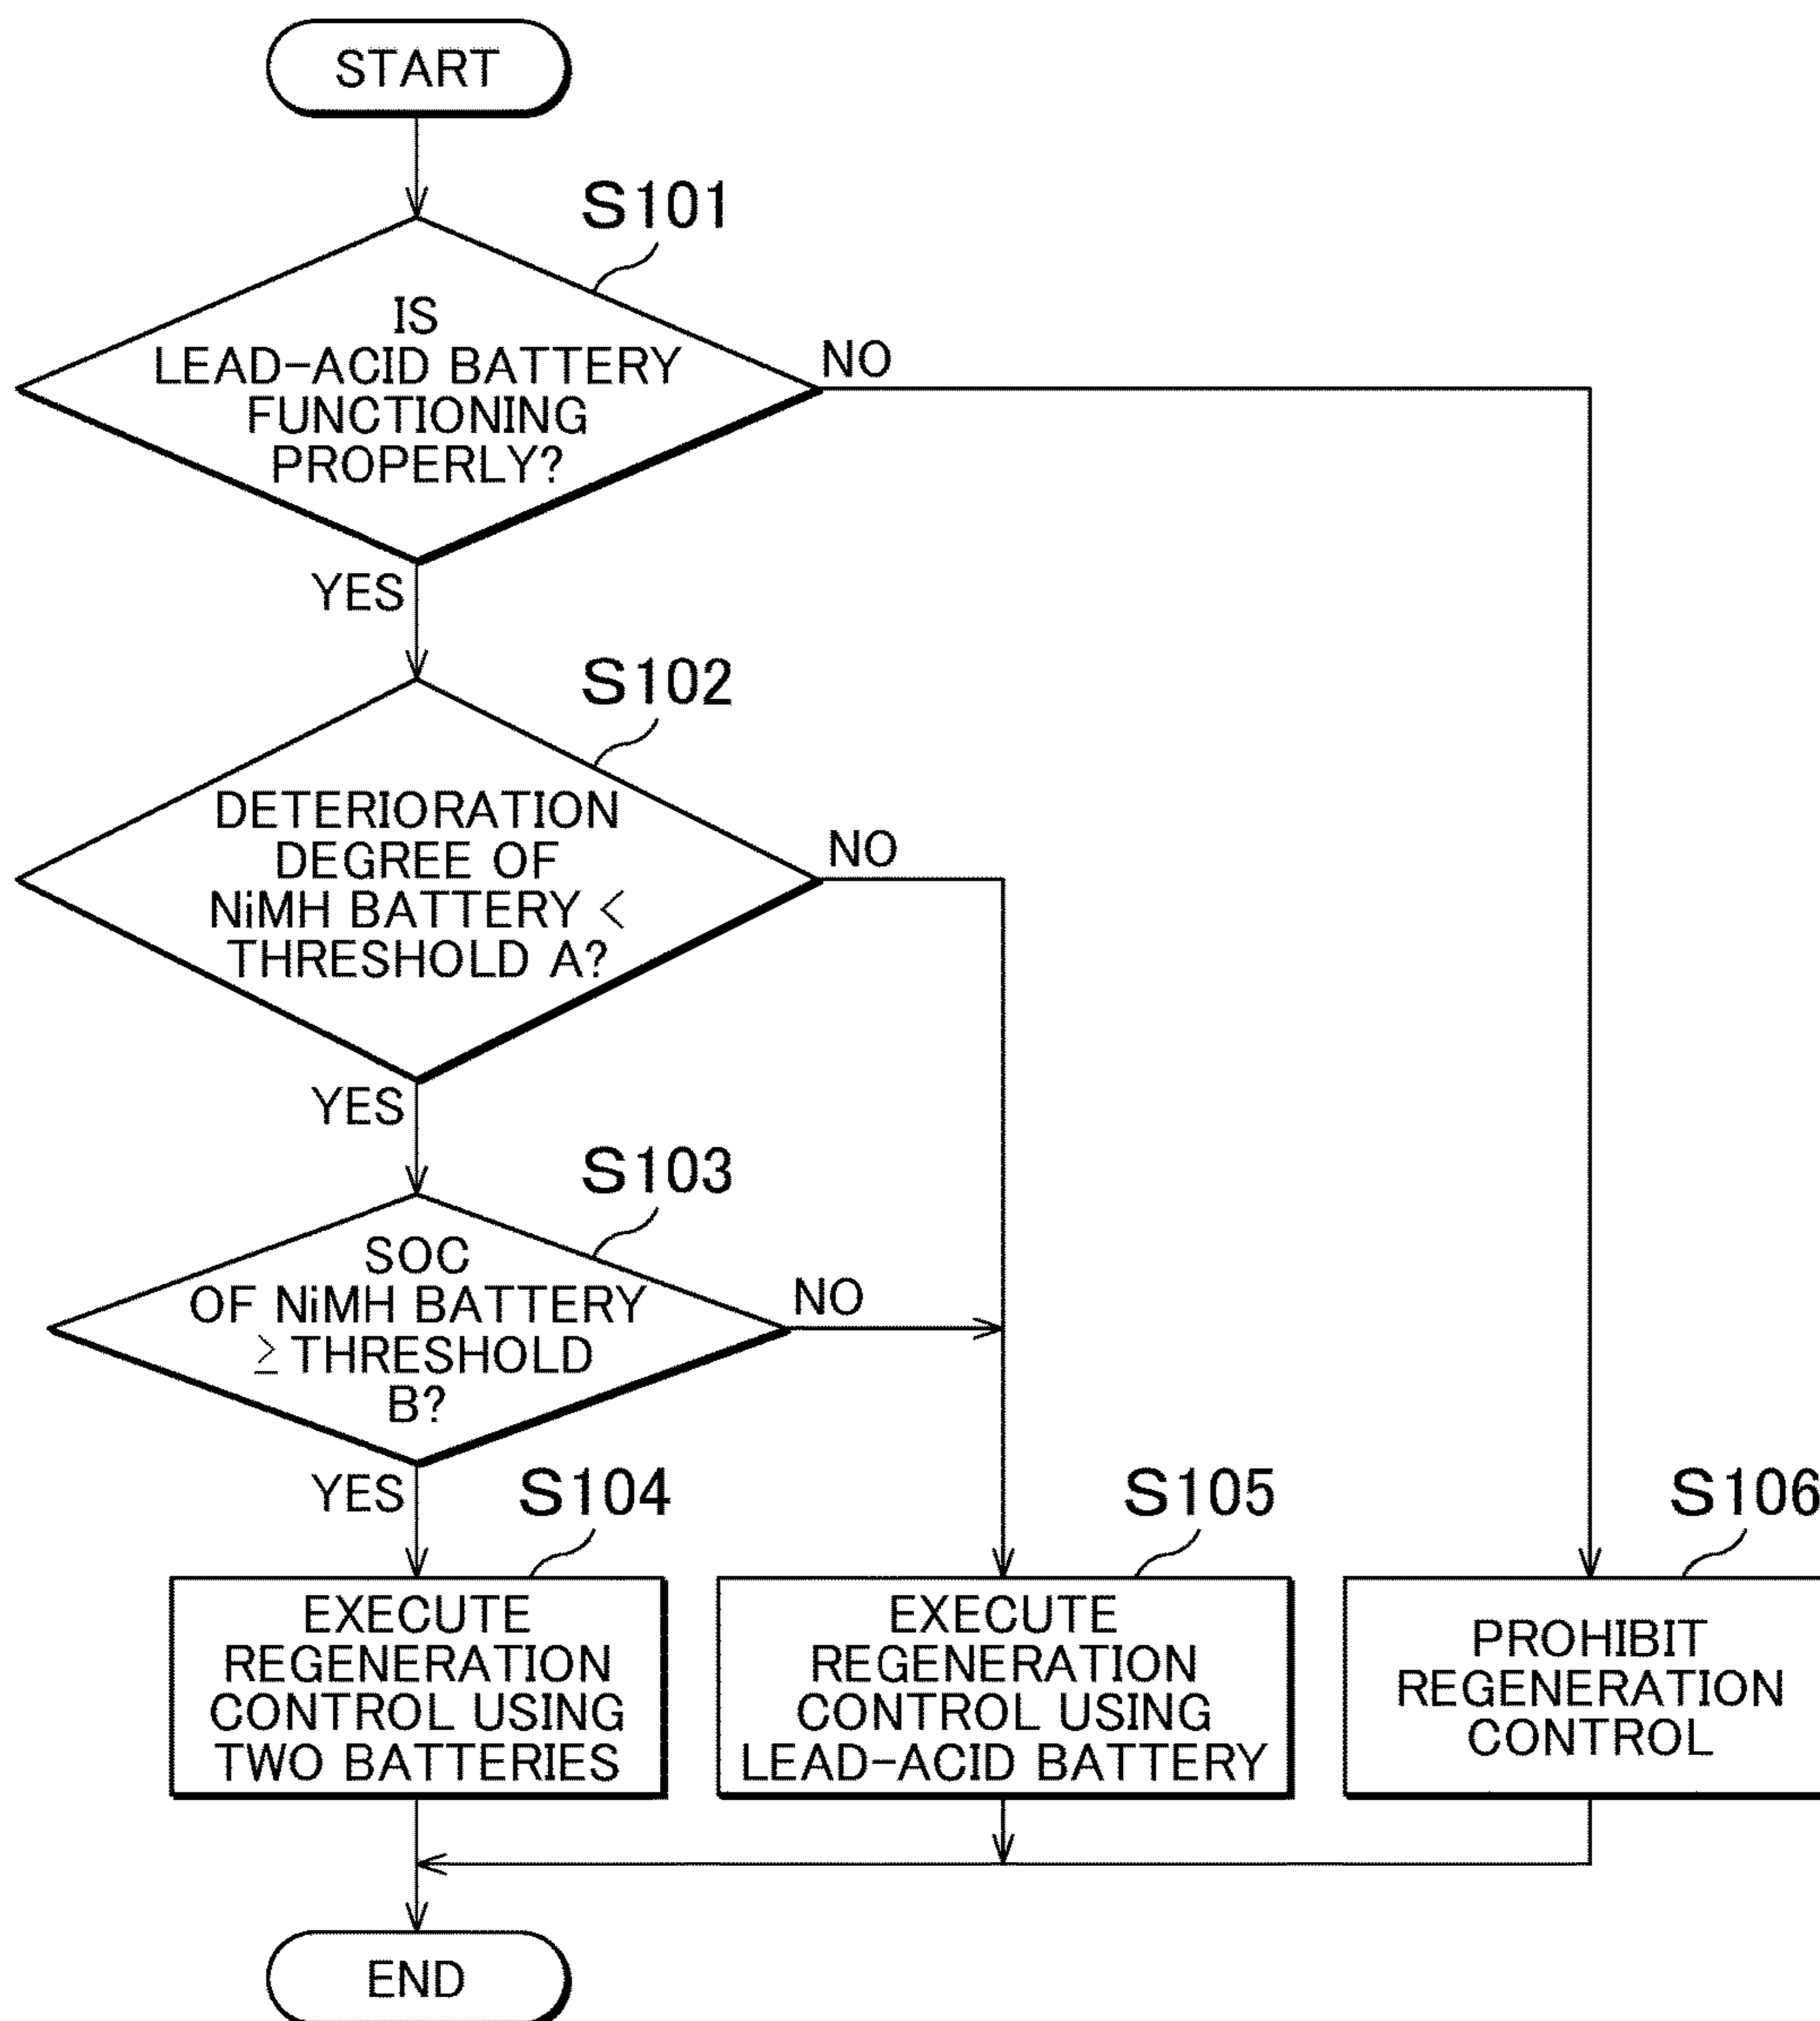 START
S101
IS
LEAD-ACID BATTERY
FUNCTIONING
PROPERLY?
NO
YES
S102
DETERIORATION
DEGREE OF
NiMH BATTERY <
THRESHOLD A?
NO
YES
S103
SOC
OF NiMH BATTERY
≥ THRESHOLD
B?
NO
YES
S104
EXECUTE
REGENERATION
CONTROL USING
TWO BATTERIES
S105
EXECUTE
REGENERATION
CONTROL USING
LEAD-ACID BATTERY
S106
PROHIBIT
REGENERATION
CONTROL
END